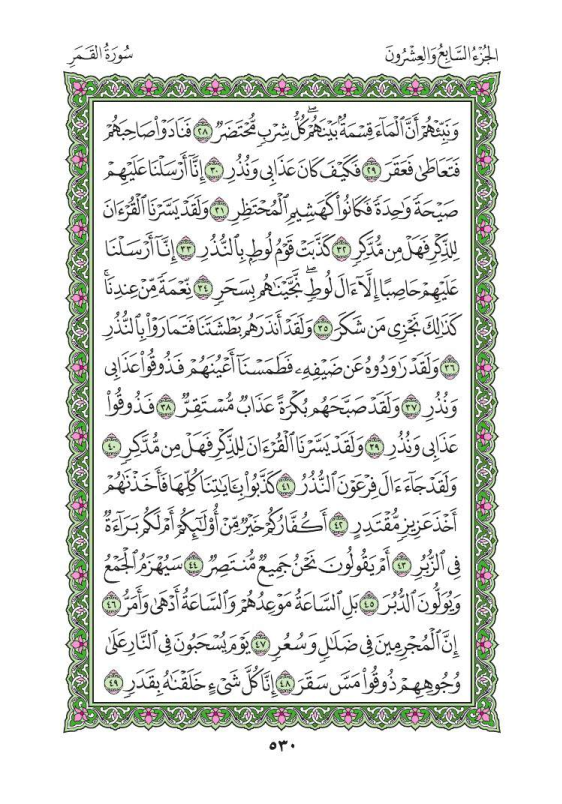 الجُزْءُ السَّابِعُ وَالعِشْرُونَ
سُورَةُ القَمَرِ
وَنَبِّئْهُمْ أَنَّ ٱلْمَآءَ قِسْمَةُۢ بَيْنَهُمْۖ كُلُّ شِرْبٖ مُّحْتَضَرٞ ٢٨ فَنَادَوۡاْ صَاحِبَهُمْ
فَتَعَاطَىٰ فَعَقَرَ ٢٩ فَكَيْفَ كَانَ عَذَابِي وَنُذُرِ ٣٠ إِنَّآ أَرْسَلْنَا عَلَيْهِمْ
صَيْحَةٗ وَٰحِدَةٗ فَكَانُواْ كَهَشِيمِ ٱلْمُحْتَظِرِ ٣١ وَلَقَدْ يَسَّرْنَا ٱلْقُرْءَانَ
لِلذِّكْرِ فَهَلْ مِن مُّدَّكِرٖ ٣٢ كَذَّبَتْ قَوْمُ لُوطِۭ بِٱلنُّذُرِ ٣٣ إِنَّآ أَرْسَلْنَا
عَلَيْهِمْ حَاصِبًا إِلَّآ ءَالَ لُوطٖۖ نَّجَّيْنَٰهُم بِسَحَرٖ ٣٤ نِّعْمَةٗ مِّنْ عِندِنَاۚ
كَذَٰلِكَ نَجْزِي مَن شَكَرَ ٣٥ وَلَقَدْ أَنذَرَهُم بَطْشَتَنَا فَتَمَارَوۡاْ بِٱلنُّذُرِ
٣٦ وَلَقَدْ رَٰوَدُوهُ عَن ضَيْفِهِۦ فَطَمَسْنَآ أَعْيُنَهُمْ فَذُوقُواْ عَذَابِي
وَنُذُرِ ٣٧ وَلَقَدْ صَبَّحَهُم بُكْرَةً عَذَابٞ مُّسْتَقِرّٞ ٣٨ فَذُوقُواْ
عَذَابِي وَنُذُرِ ٣٩ وَلَقَدْ يَسَّرْنَا ٱلْقُرْءَانَ لِلذِّكْرِ فَهَلْ مِن مُّدَّكِرٖ ٤٠
وَلَقَدْ جَآءَ ءَالَ فِرْعَوْنَ ٱلنُّذُرُ ٤١ كَذَّبُواْ بِـَٔايَٰتِنَا كُلِّهَا فَأَخَذْنَٰهُمْ
أَخْذَ عَزِيزٖ مُّقْتَدِرٍ ٤٢ أَكُفَّارُكُمْ خَيْرٞ مِّنْ أُوْلَٰٓئِكُمْ أَمْ لَكُم بَرَآءَةٞ
فِي ٱلزُّبُرِ ٤٣ أَمْ يَقُولُونَ نَحْنُ جَمِيعٞ مُّنتَصِرٞ ٤٤ سَيُهْزَمُ ٱلْجَمْعُ
وَيُوَلُّونَ ٱلدُّبُرَ ٤٥ بَلِ ٱلسَّاعَةُ مَوْعِدُهُمْ وَٱلسَّاعَةُ أَدْهَىٰ وَأَمَرُّ ٤٦
إِنَّ ٱلْمُجْرِمِينَ فِي ضَلَٰلٖ وَسُعُرٖ ٤٧ يَوْمَ يُسْحَبُونَ فِي ٱلنَّارِ عَلَىٰ
وُجُوهِهِمْ ذُوقُواْ مَسَّ سَقَرَ ٤٨ إِنَّا كُلَّ شَيْءٍ خَلَقْنَٰهُ بِقَدَرٖ ٤٩
٥٣٠